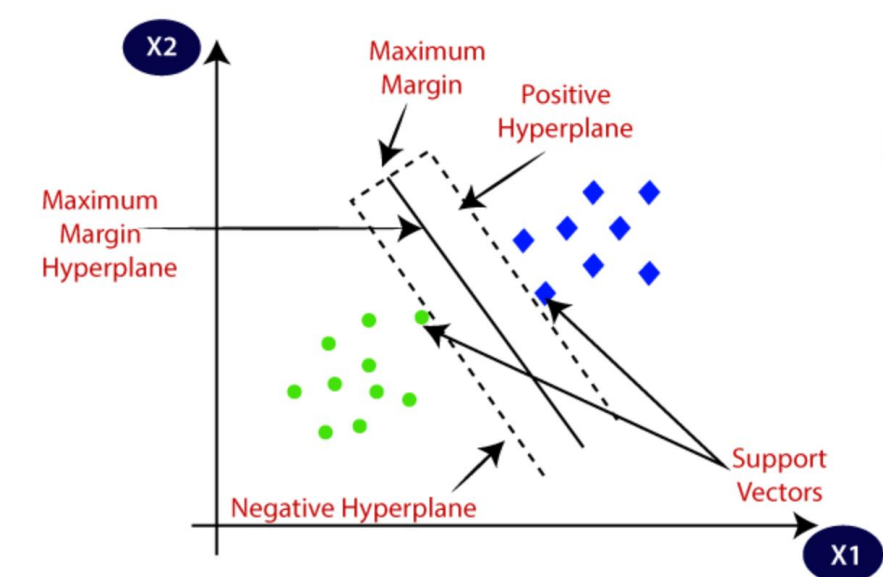 X2
Maximum
Margin
Positive
Hyperplane
Maximum
Margin
Hyperplane
Support
Vectors
Negative Hyperplane
X1